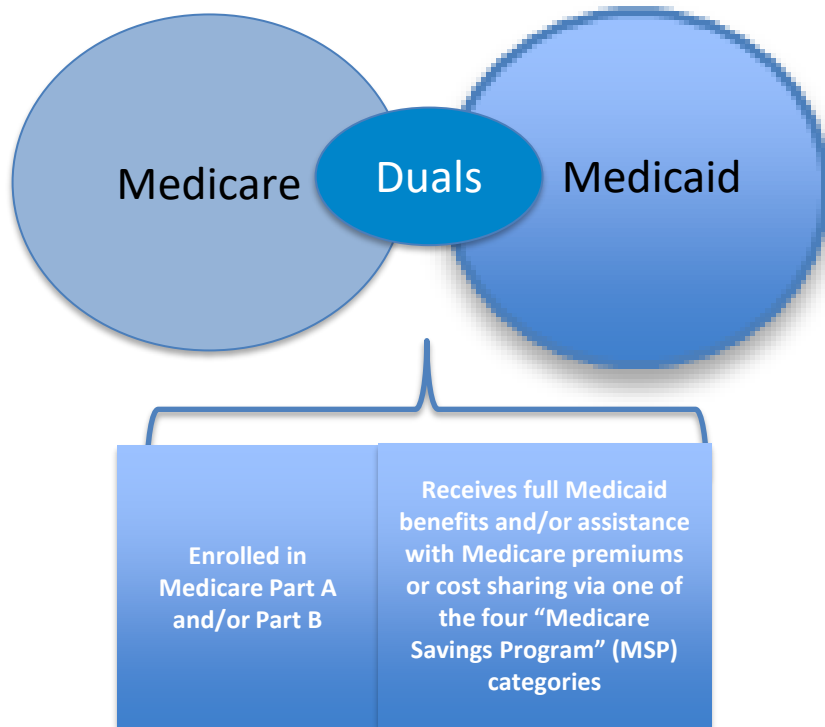 Medicare
Duals
Medicaid
Enrolled in
Medicare Part A
and/or Part B
Receives full Medicaid
benefits and/or assistance
with Medicare premiums
or cost sharing via one of
the four “Medicare
Savings Program” (MSP)
categories